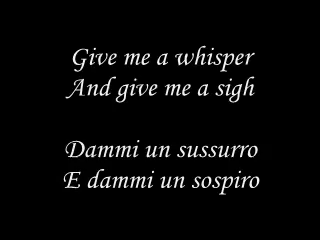 Give me a whisper
And give me a sigh
Dammi un sussurro
E dammi un sospiro